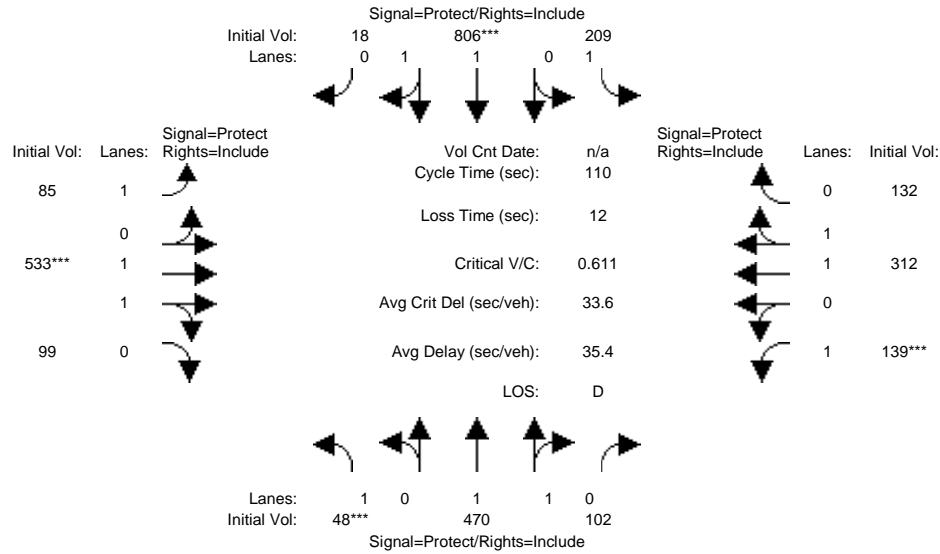 Signal=Protect/Rights=Include
Initial Vol: 18 806*** 209
Lanes: 0 1 1 0 1
Signal=Protect
Initial Vol: Lanes: Rights=Include
Vol Cnt Date: n/a
Signal=Protect
Rights=Include Lanes: Initial Vol:
Cycle Time (sec): 110
85 1
0 132
Loss Time (sec): 12
0
1
533*** 1
Critical V/C: 0.611
1 312
1
Avg Crit Del (sec/veh): 33.6
0
99 0
Avg Delay (sec/veh): 35.4
1 139***
LOS: D
Lanes: 1 0 1 1 0
Initial Vol: 48*** 470 102
Signal=Protect/Rights=Include